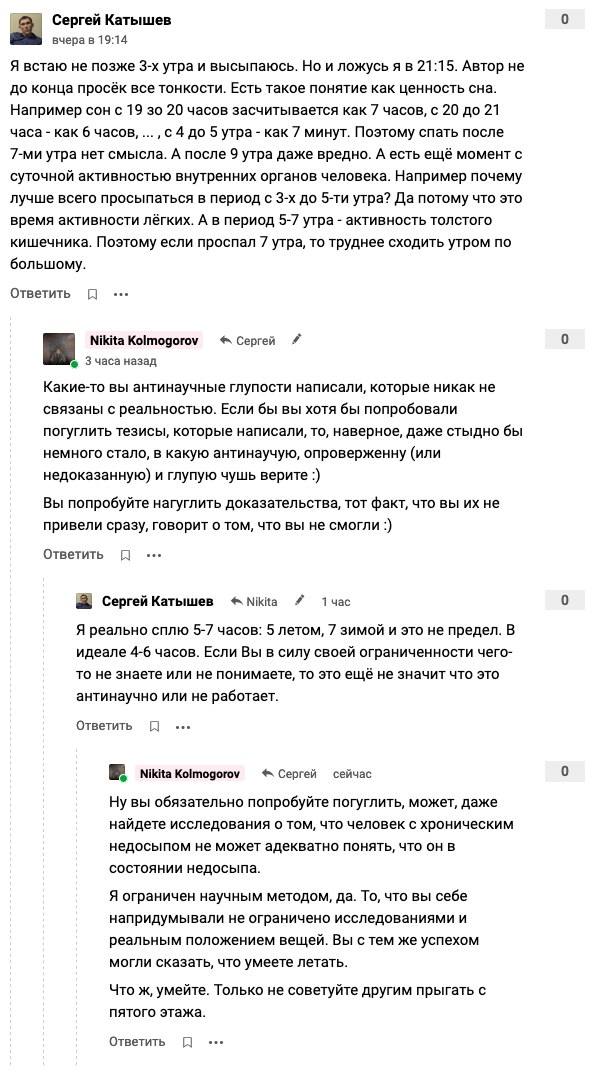 Сергей Катышев
0
вчера в 19:14
Я встаю не позже 3-х утра и высыпаюсь. Но и ложусь я в 21:15. Автор не
до конца просёк все тонкости. Есть такое понятие как ценность сна.
Например сон с 19 зо 20 часов засчитывается как 7 часов, с 20 до 21
часа - как 6 часов, ... , с 4 до 5 утра - как 7 минут. Поэтому спать после
7-ми утра нет смысла. А после 9 утра даже вредно. А есть ещё момент с
суточной активностью внутренних органов человека. Например почему
лучше всего просыпаться в период с 3-х до 5-ти утра? Да потому что это
время активности лёгких. А в период 5-7 утра - активность толстого
кишечника. Поэтому если проспал 7 утра, то труднее сходить утром по
большому.
Ответить
Nikita Kolmogorov Сергей
0
3 часа назад
Какие-то вы антинаучные глупости написали, которые никак не
связаны с реальностью. Если бы вы хотя бы попробовали
погуглить тезисы, которые написали, то, наверное, даже стыдно бы
немного стало, в какую антинаучую, опроверженну (или
недоказанную) и глупую чушь верите :)
Вы попробуйте нагуглить доказательства, тот факт, что вы их не
привели сразу, говорит о том, что вы не смогли :)
Ответить
Сергей Катышев Nikita 1 час
0
Я реально сплю 5-7 часов: 5 летом, 7 зимой и это не предел. В
идеале 4-6 часов. Если Вы в силу своей ограниченности чего-
то не знаете или не понимаете, то это ещё не значит что это
антинаучно или не работает.
Ответить
Nikita Kolmogorov Сергей сейчас
0
Ну вы обязательно попробуйте погуглить, может, даже
найдете исследования о том, что человек с хроническим
недосыпом не может адекватно понять, что он в
состоянии недосыпа.
Я ограничен научным методом, да. То, что вы себе
напридумывали не ограничено исследованиями и
реальным положением вещей. Вы с тем же успехом
могли сказать, что умеете летать.
Что ж, умейте. Только не советуйте другим прыгать с
пятого этажа.
Ответить